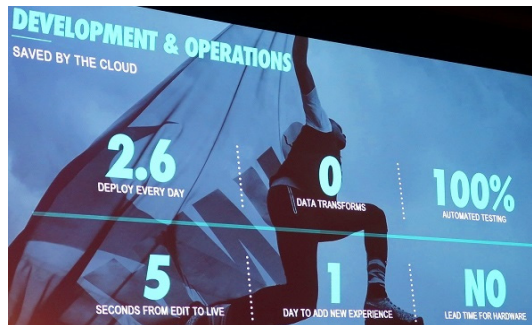 DEVELOPMENT & OPERATIONS
SAVED BY THE CLOUD
2.6
DEPLOY EVERY DAY
0
DATA TRANSFORMS
100%
AUTOMATED TESTING
5
SECONDS FROM EDIT TO LIVE
1
DAY TO ADD NEW EXPERIENCE
NO
LEAD TIME FOR HARDWARE